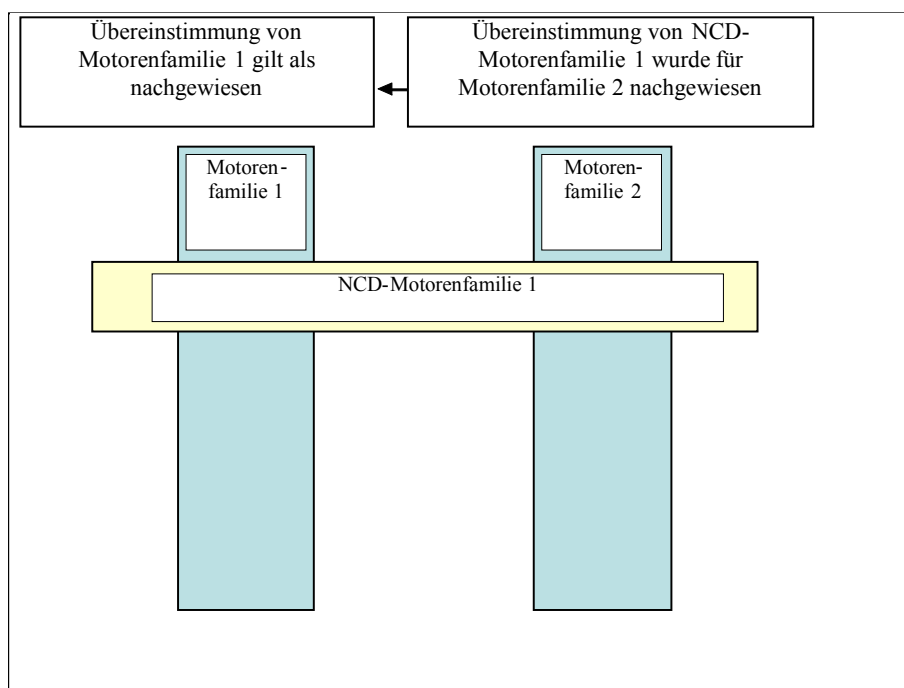 Übereinstimmung von
Motorenfamilie 1 gilt als
nachgewiesen
Übereinstimmung von NCD-
Motorenfamilie 1 wurde für
Motorenfamilie 2 nachgewiesen
Motoren-
familie 1
Motoren-
familie 2
NCD-Motorenfamilie 1